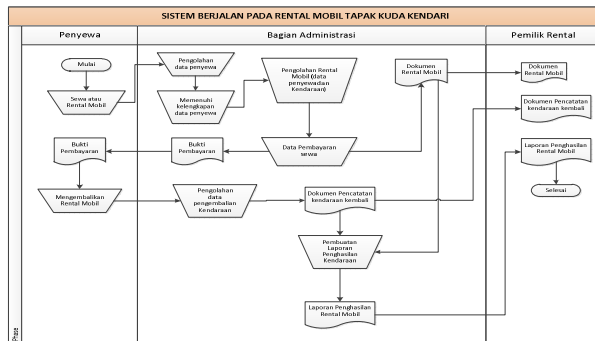 SISTEM BERJALAN PADA RENTAL MOBIL TAPAK KUDA KENDARI
Penyewa
Bagian Administrasi
Pemilik Rental
Mulai
Sewa atau
Rental Mobil
Pengolahan
data penyewa
Memenuhi
kelengkapan
data penyewa
Pengolahan Rental
Mobil (data
penyewadan
Kendaraan)
Dokumen
Rental Mobil
Dokumen
Rental Mobil
Dokumen Pencatatan
kendaraan kembali
Bukti
Pembayaran
Bukti
Pembayaran
Data Pembayaran
sewa
Laporan Penghasilan
Rental Mobil
Selesai
Mengembalikan
Rental Mobil
Pengolahan
data
pengembalian
Kendaraan
Dokumen Pencatatan
kendaraan kembali
Pembuatan
Laporan
Penghasilan
Kendaraan
Laporan Penghasilan
Rental Mobil
Phase